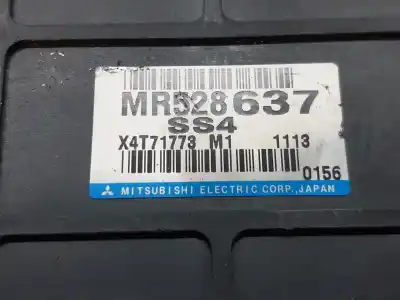 MR528637
SS4
X4T71773 M1 1113
0156
MITSUBISHI ELECTRIC CORP., JAPAN